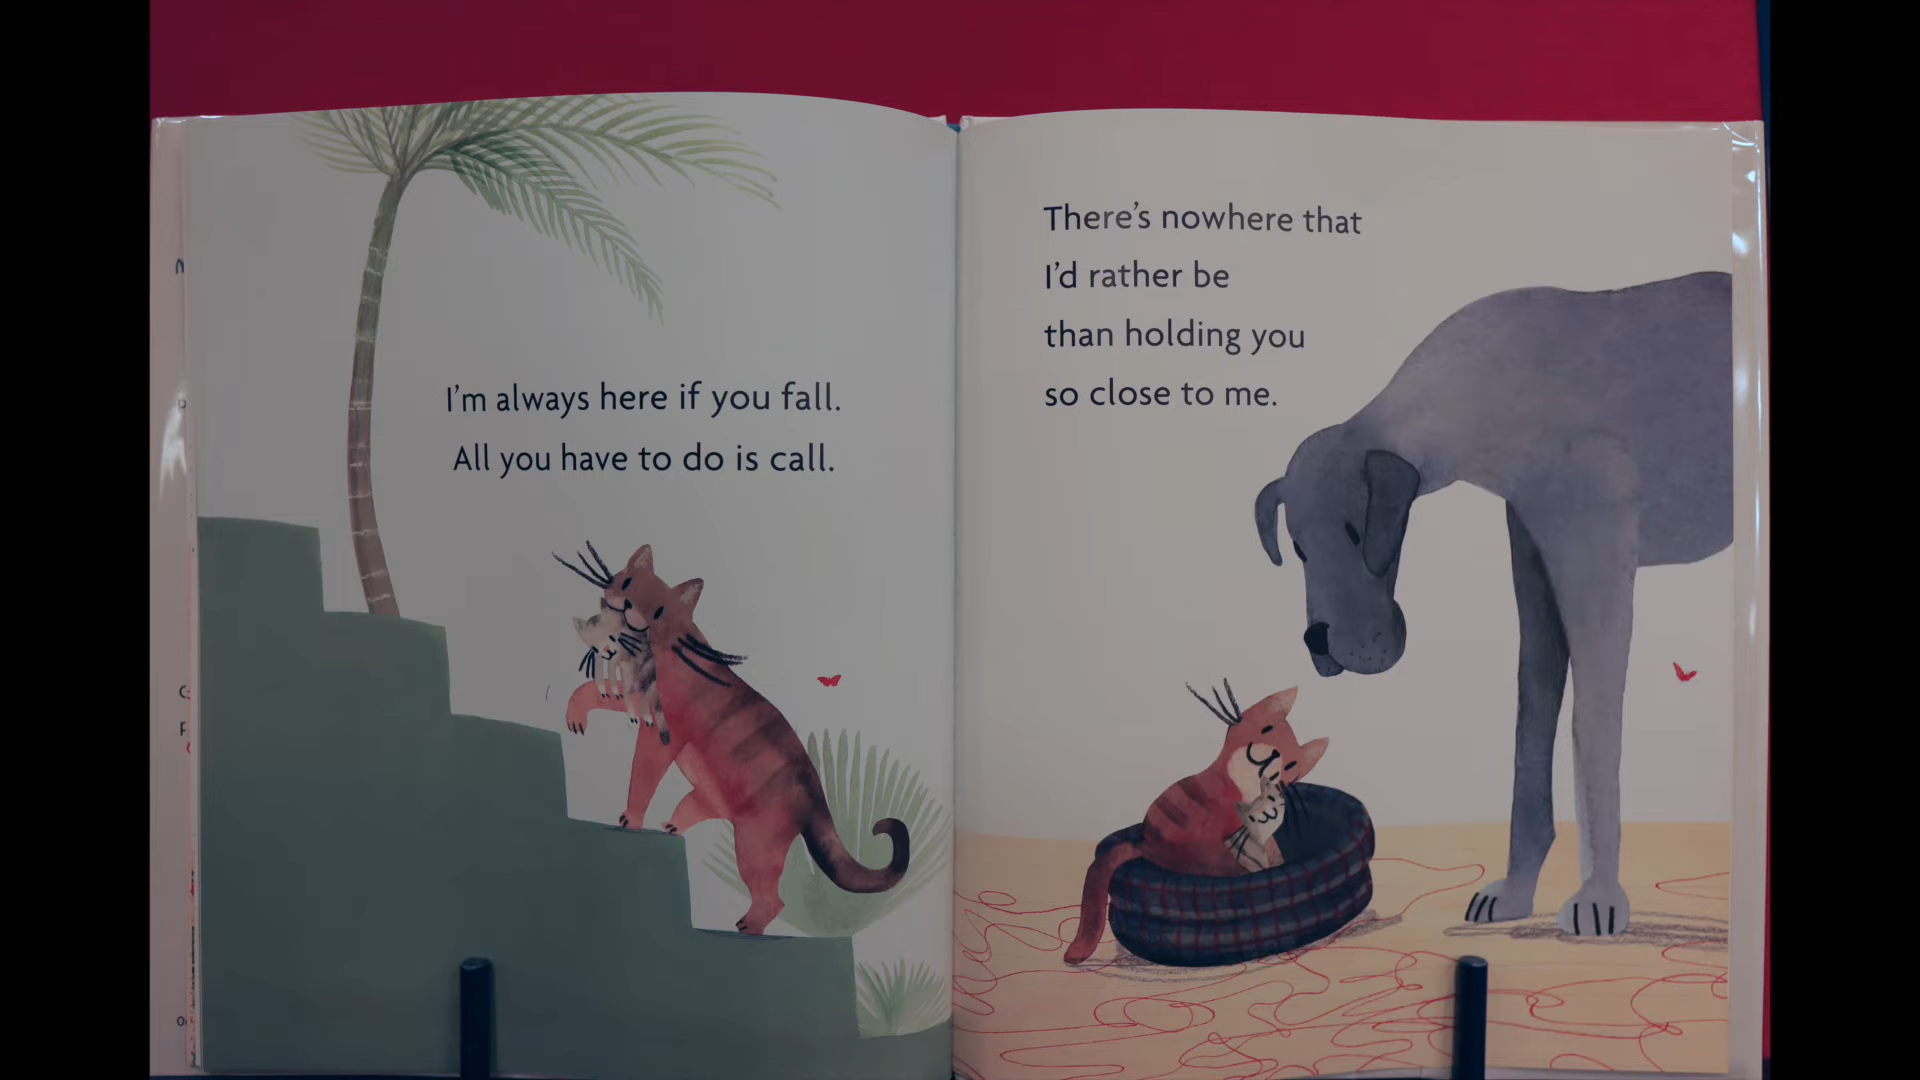 I'm always here if you fall.
All you have to do is call.
There's nowhere that
I'd rather be
than holding you
so close to me.